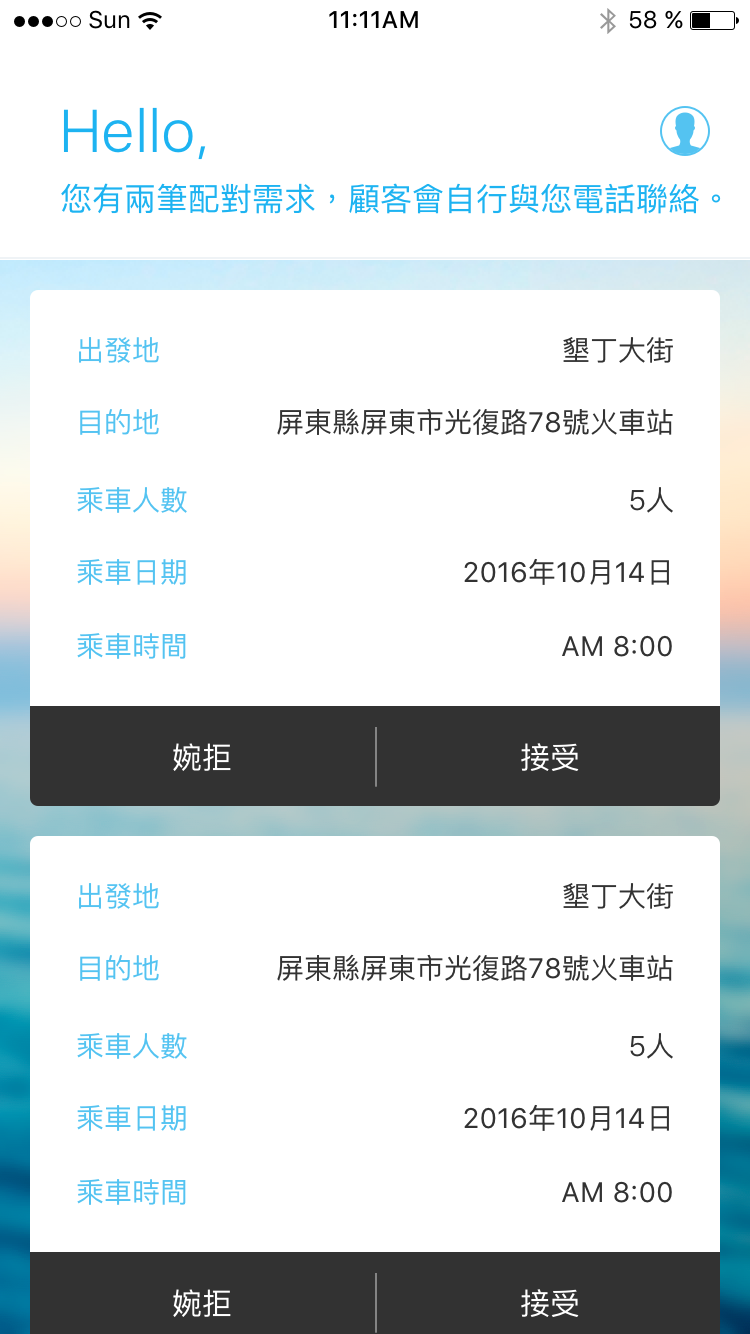 Sun 11:11AM 58 %
Hello,
您有兩筆配對需求，顧客會自行與您電話聯絡。
出發地 墾丁大街
目的地 屏東縣屏東市光復路78號火車站
乘車人數 5人
乘車日期 2016年10月14日
乘車時間 AM 8:00
婉拒 接受
出發地 墾丁大街
目的地 屏東縣屏東市光復路78號火車站
乘車人數 5人
乘車日期 2016年10月14日
乘車時間 AM 8:00
婉拒 接受